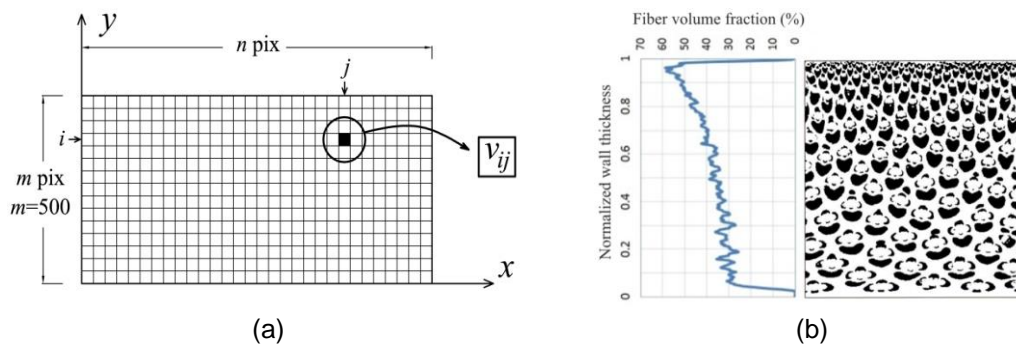 y
n pix
j
i
v_ij
m pix
m=500
x
(a)
Fiber volume fraction (%)
70 60 50 40 30 20 10 0
Normalized wall thickness
1
0.8
0.6
0.4
0.2
0
(b)